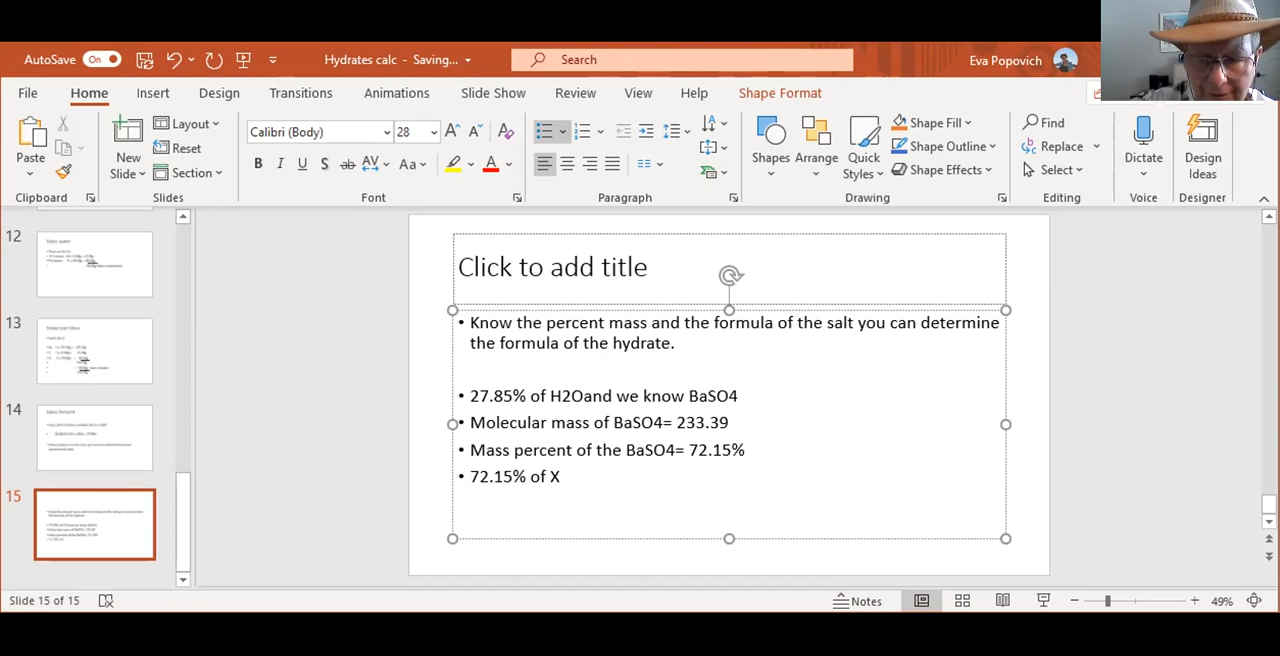 AutoSave On Hydrates calc - Saving... Search Eva Popovich
File Home Insert Design Transitions Animations Slide Show Review View Help Shape Format
Paste
Clipboard
New
Slide
Layout
Reset
Section
Slides
Calibri (Body) 28
Font
Paragraph
Shapes Arrange Quick
Styles
Shape Fill
Shape Outline
Shape Effects
Drawing
Find
Replace
Select
Editing
Dictate
Voice
Design
Ideas
Designer
12
13
Molecular Mass
14
Mass Percent
15
Click to add title
• Know the percent mass and the formula of the salt you can determine
the formula of the hydrate.
• 27.85% of H2Oand we know BaSO4
• Molecular mass of BaSO4= 233.39
• Mass percent of the BaSO4= 72.15%
• 72.15% of X
Slide 15 of 15 Notes 49%